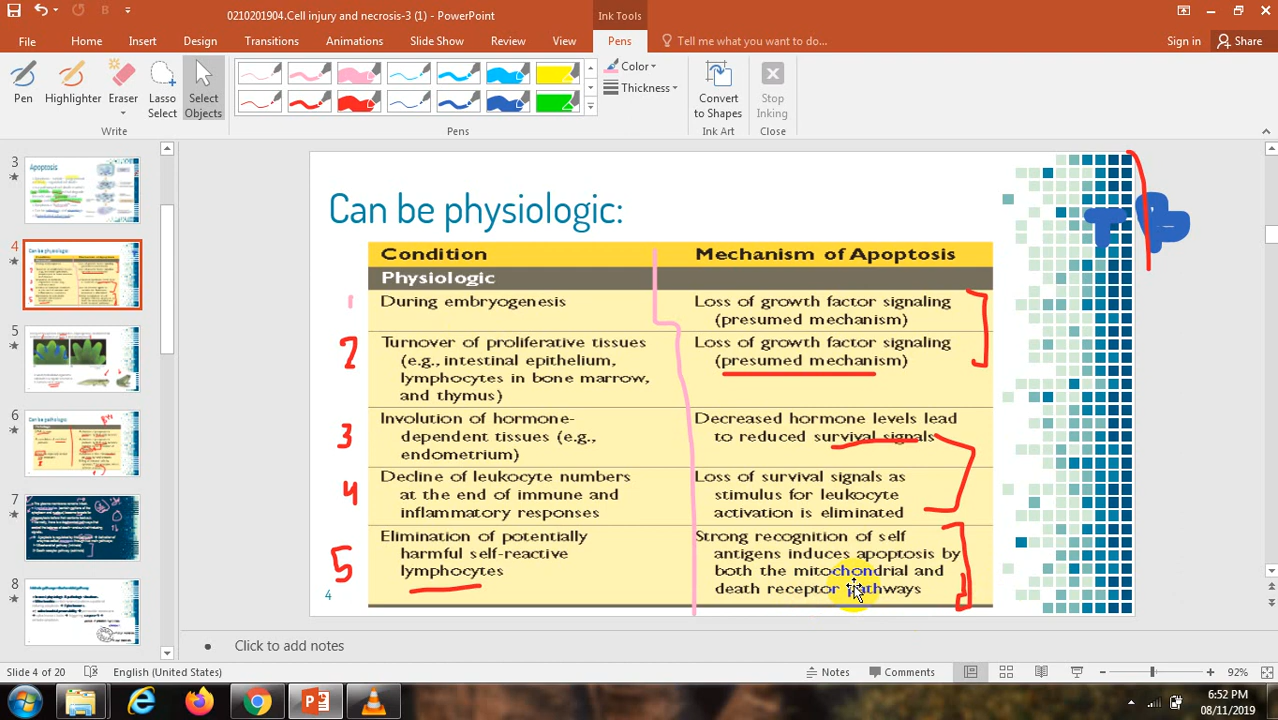 0210201904.Cell injury and necrosis-3 (1) - PowerPoint
Ink Tools
File
Home
Insert
Design
Transitions
Animations
Slide Show
Review
View
Pens
Tell me what you want to do...
Sign in
Share
Pen
Highlighter
Eraser
Lasso
Select
Select
Objects
Write
Pens
Color
Thickness
Convert
to Shapes
Ink Art
Stop
Inking
Close
3
Apoptosis
4
5
6
7
8
Can be physiologic:
Condition
Mechanism of Apoptosis
Physiologic
1
During embryogenesis
Loss of growth factor signaling
(presumed mechanism)
2
Turnover of proliferative tissues
(e.g., intestinal epithelium,
lymphocytes in bone marrow,
and thymus)
Loss of growth factor signaling
(presumed mechanism)
3
Involution of hormone-
dependent tissues (e.g.,
endometrium)
Decreased hormone levels lead
to reduced survival signals
4
Decline of leukocyte numbers
at the end of immune and
inflammatory responses
Loss of survival signals as
stimulus for leukocyte
activation is eliminated
5
Elimination of potentially
harmful self-reactive
lymphocytes
Strong recognition of self
antigens induces apoptosis by
both the mitochondrial and
death receptor pathways
4
• Click to add notes
Slide 4 of 20
English (United States)
Notes
Comments
92%
6:52 PM
08/11/2019